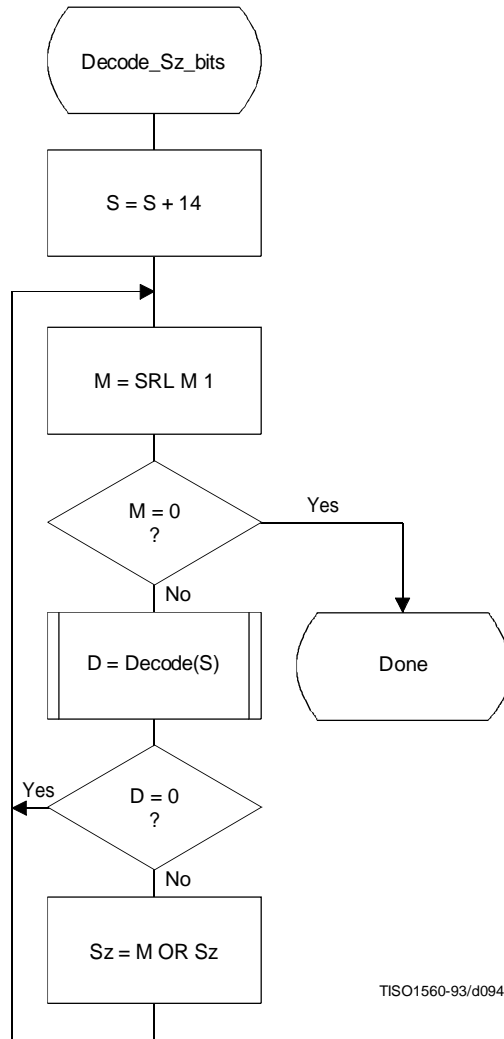 Decode_Sz_bits
S = S + 14
M = SRL M 1
M = 0
?
Yes
No
D = Decode(S)
Done
Yes
D = 0
?
No
Sz = M OR Sz
TISO1560-93/d094